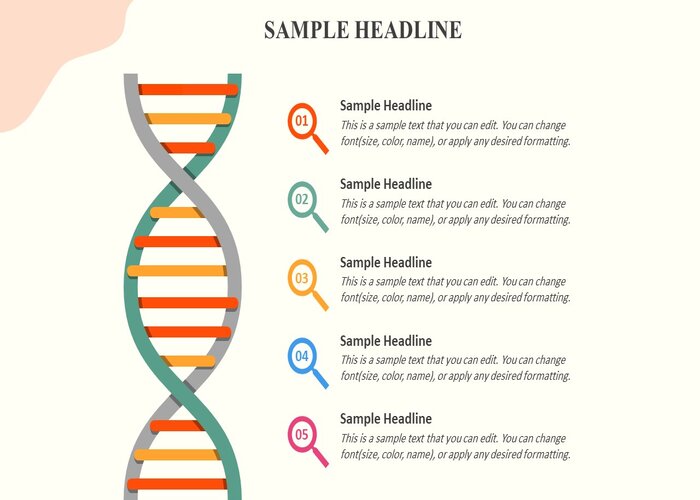 SAMPLE HEADLINE
01
Sample Headline
This is a sample text that you can edit. You can change
font(size, color, name), or apply any desired formatting.
02
Sample Headline
This is a sample text that you can edit. You can change
font(size, color, name), or apply any desired formatting.
03
Sample Headline
This is a sample text that you can edit. You can change
font(size, color, name), or apply any desired formatting.
04
Sample Headline
This is a sample text that you can edit. You can change
font(size, color, name), or apply any desired formatting.
05
Sample Headline
This is a sample text that you can edit. You can change
font(size, color, name), or apply any desired formatting.